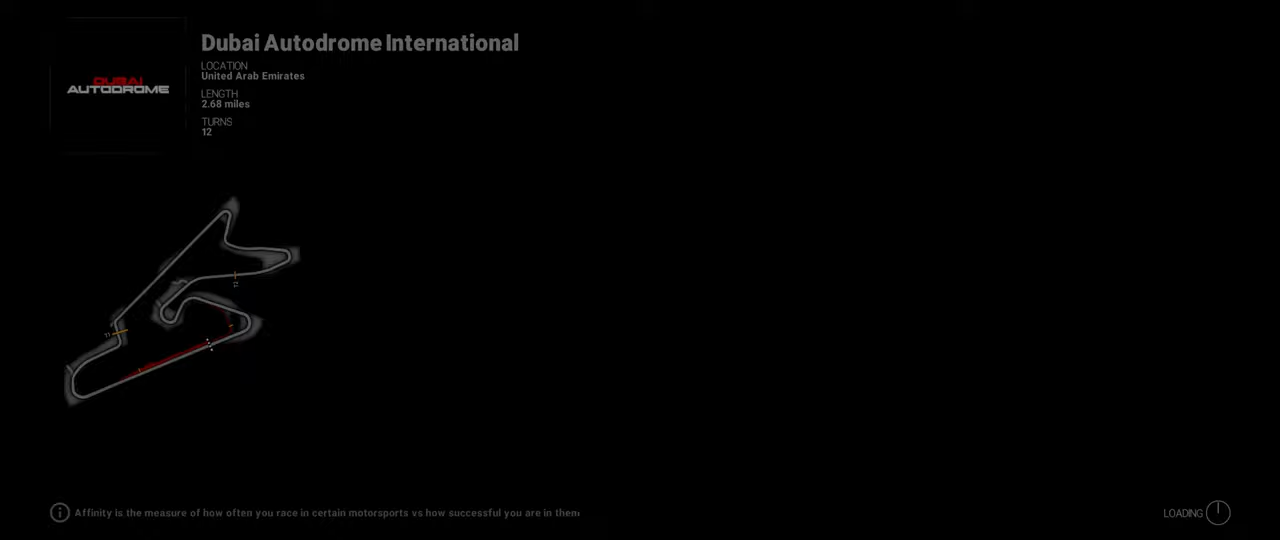 DUBAI
AUTODROME
Dubai Autodrome International
LOCATION
United Arab Emirates
LENGTH
2.68 miles
TURNS
12
Affinity is the measure of how often you race in certain motorsports vs how successful you are in
LOADING